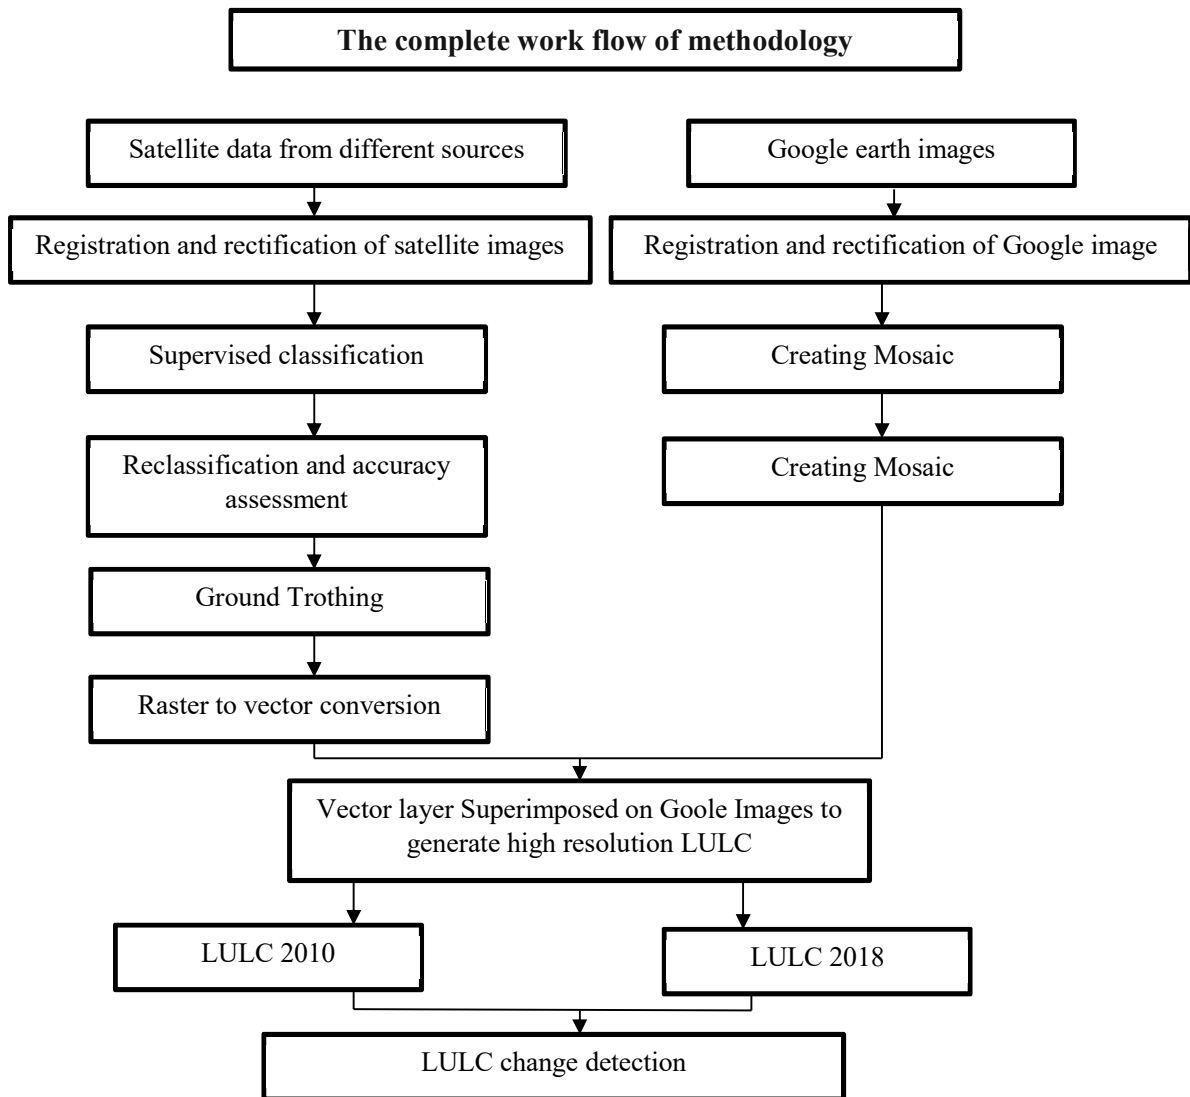 The complete work flow of methodology
Satellite data from different sources
Google earth images
Registration and rectification of satellite images
Registration and rectification of Google image
Supervised classification
Creating Mosaic
Reclassification and accuracy
assessment
Creating Mosaic
Ground Trothing
Raster to vector conversion
Vector layer Superimposed on Goole Images to
generate high resolution LULC
LULC 2010
LULC 2018
LULC change detection